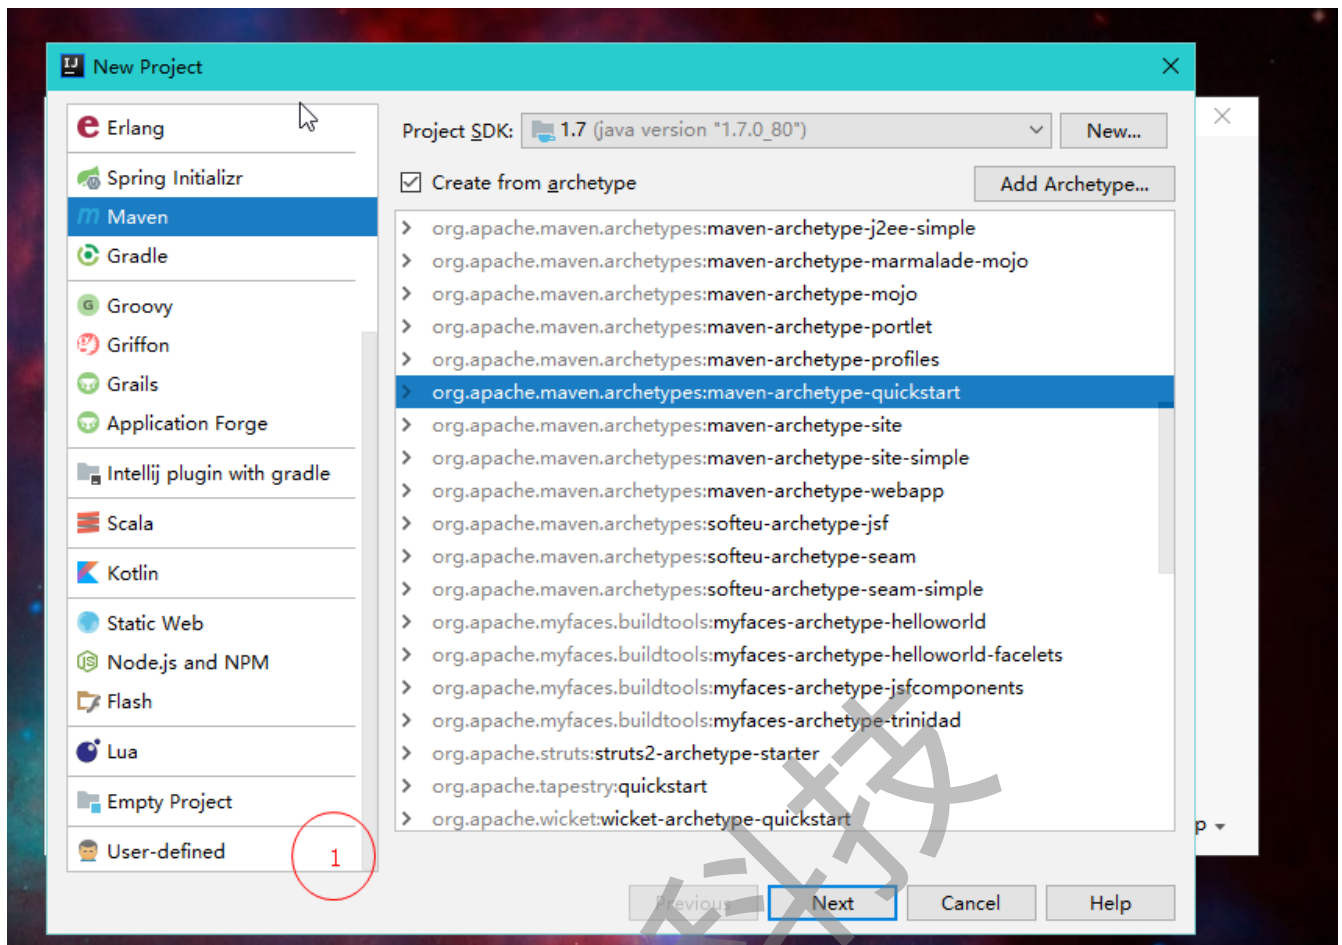 New Project
Erlang
Spring Initializr
Maven
Gradle
Groovy
Griffon
Grails
Application Forge
Intellij plugin with gradle
Scala
Kotlin
Static Web
Node.js and NPM
Flash
Lua
Empty Project
User-defined
1
Project SDK: 1.7 (java version "1.7.0_80") New...
Create from archetype Add Archetype...
org.apache.maven.archetypes:maven-archetype-j2ee-simple
org.apache.maven.archetypes:maven-archetype-marmalade-mojo
org.apache.maven.archetypes:maven-archetype-mojo
org.apache.maven.archetypes:maven-archetype-portlet
org.apache.maven.archetypes:maven-archetype-profiles
org.apache.maven.archetypes:maven-archetype-quickstart
org.apache.maven.archetypes:maven-archetype-site
org.apache.maven.archetypes:maven-archetype-site-simple
org.apache.maven.archetypes:maven-archetype-webapp
org.apache.maven.archetypes:softeu-archetype-jsf
org.apache.maven.archetypes:softeu-archetype-seam
org.apache.maven.archetypes:softeu-archetype-seam-simple
org.apache.myfaces.buildtools:myfaces-archetype-helloworld
org.apache.myfaces.buildtools:myfaces-archetype-helloworld-facelets
org.apache.myfaces.buildtools:myfaces-archetype-jsfcomponents
org.apache.myfaces.buildtools:myfaces-archetype-trinidad
org.apache.struts:struts2-archetype-starter
org.apache.tapestry:quickstart
org.apache.wicket:wicket-archetype-quickstart
p
Previous Next Cancel Help
科技